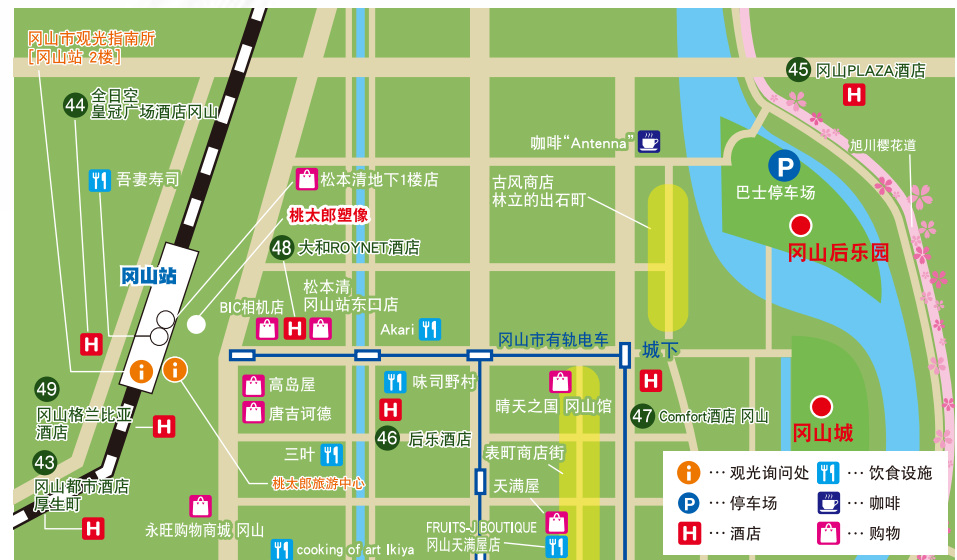 冈山市观光指南所
[冈山站 2楼]
44 全日空
皇冠广场酒店冈山
45 冈山PLAZA酒店
H
咖啡“Antenna”
旭川樱花道
吾妻寿司
松本清地下1楼店
古风商店
林立的出石町
P
巴士停车场
桃太郎塑像
48 大和ROYNET酒店
冈山后乐园
冈山站
松本清
冈山站东口店
BIC相机店
H
Akari
冈山市有轨电车
城下
H
i
i
49
冈山格兰比亚
酒店
H
高岛屋
唐吉诃德
味司野村
H
46 后乐酒店
晴天之国 冈山馆
H
47 Comfort酒店 冈山
冈山城
43
冈山都市酒店
厚生町
H
三叶
桃太郎旅游中心
表町商店街
天满屋
永旺购物商城 冈山
cooking of art Ikiya
FRUITS-J BOUTIQUE
冈山天满屋店
i ···观光询问处 ···饮食设施
P ···停车场 ···咖啡
H ···酒店 ···购物